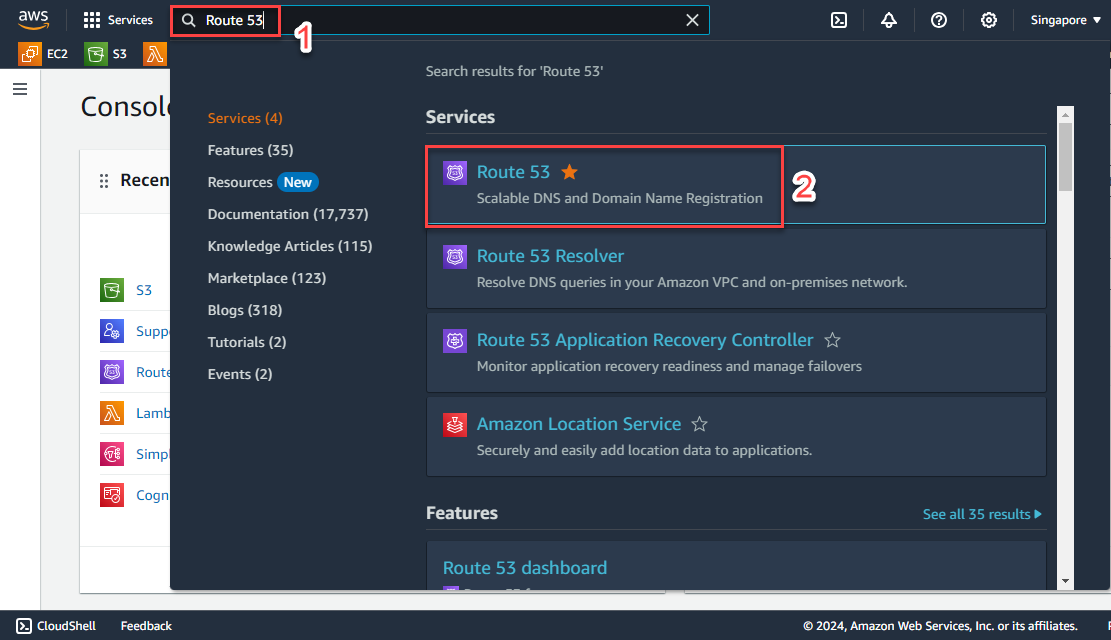 aws
Services
Route 53
1
Singapore
EC2
S3
Search results for 'Route 53'
Services (4)
Features (35)
Resources New
Documentation (17,737)
Knowledge Articles (115)
Marketplace (123)
Blogs (318)
Tutorials (2)
Events (2)
Services
Route 53
Scalable DNS and Domain Name Registration
2
Route 53 Resolver
Resolve DNS queries in your Amazon VPC and on-premises network.
Route 53 Application Recovery Controller
Monitor application recovery readiness and manage failovers
Amazon Location Service
Securely and easily add location data to applications.
Features
See all 35 results
Route 53 dashboard
Console
Recen
S3
Supp
Route
Lamb
Simpl
Cogn
CloudShell
Feedback
© 2024, Amazon Web Services, Inc. or its affiliates.